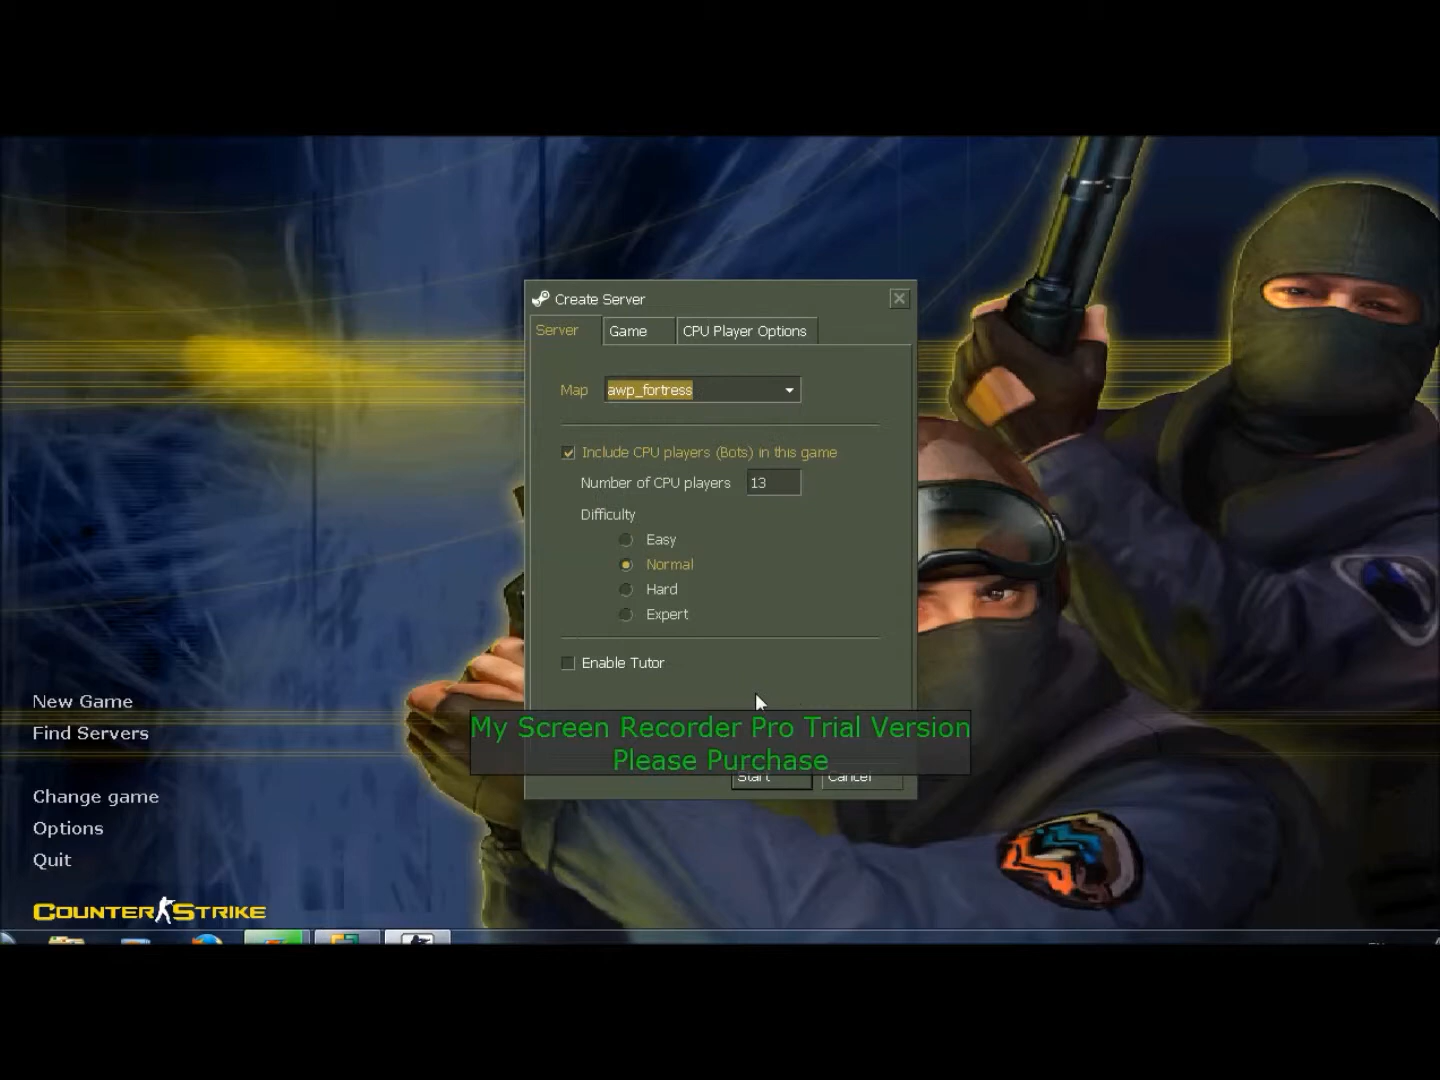 Create Server
Server
Game
CPU Player Options
Map
awp_fortress
Include CPU players (Bots) in this game
Number of CPU players
13
Difficulty
Easy
Normal
Hard
Expert
Enable Tutor
My Screen Recorder Pro Trial Version
Please Purchase
Start
Cancel
New Game
Find Servers
Change game
Options
Quit
COUNTER STRIKE